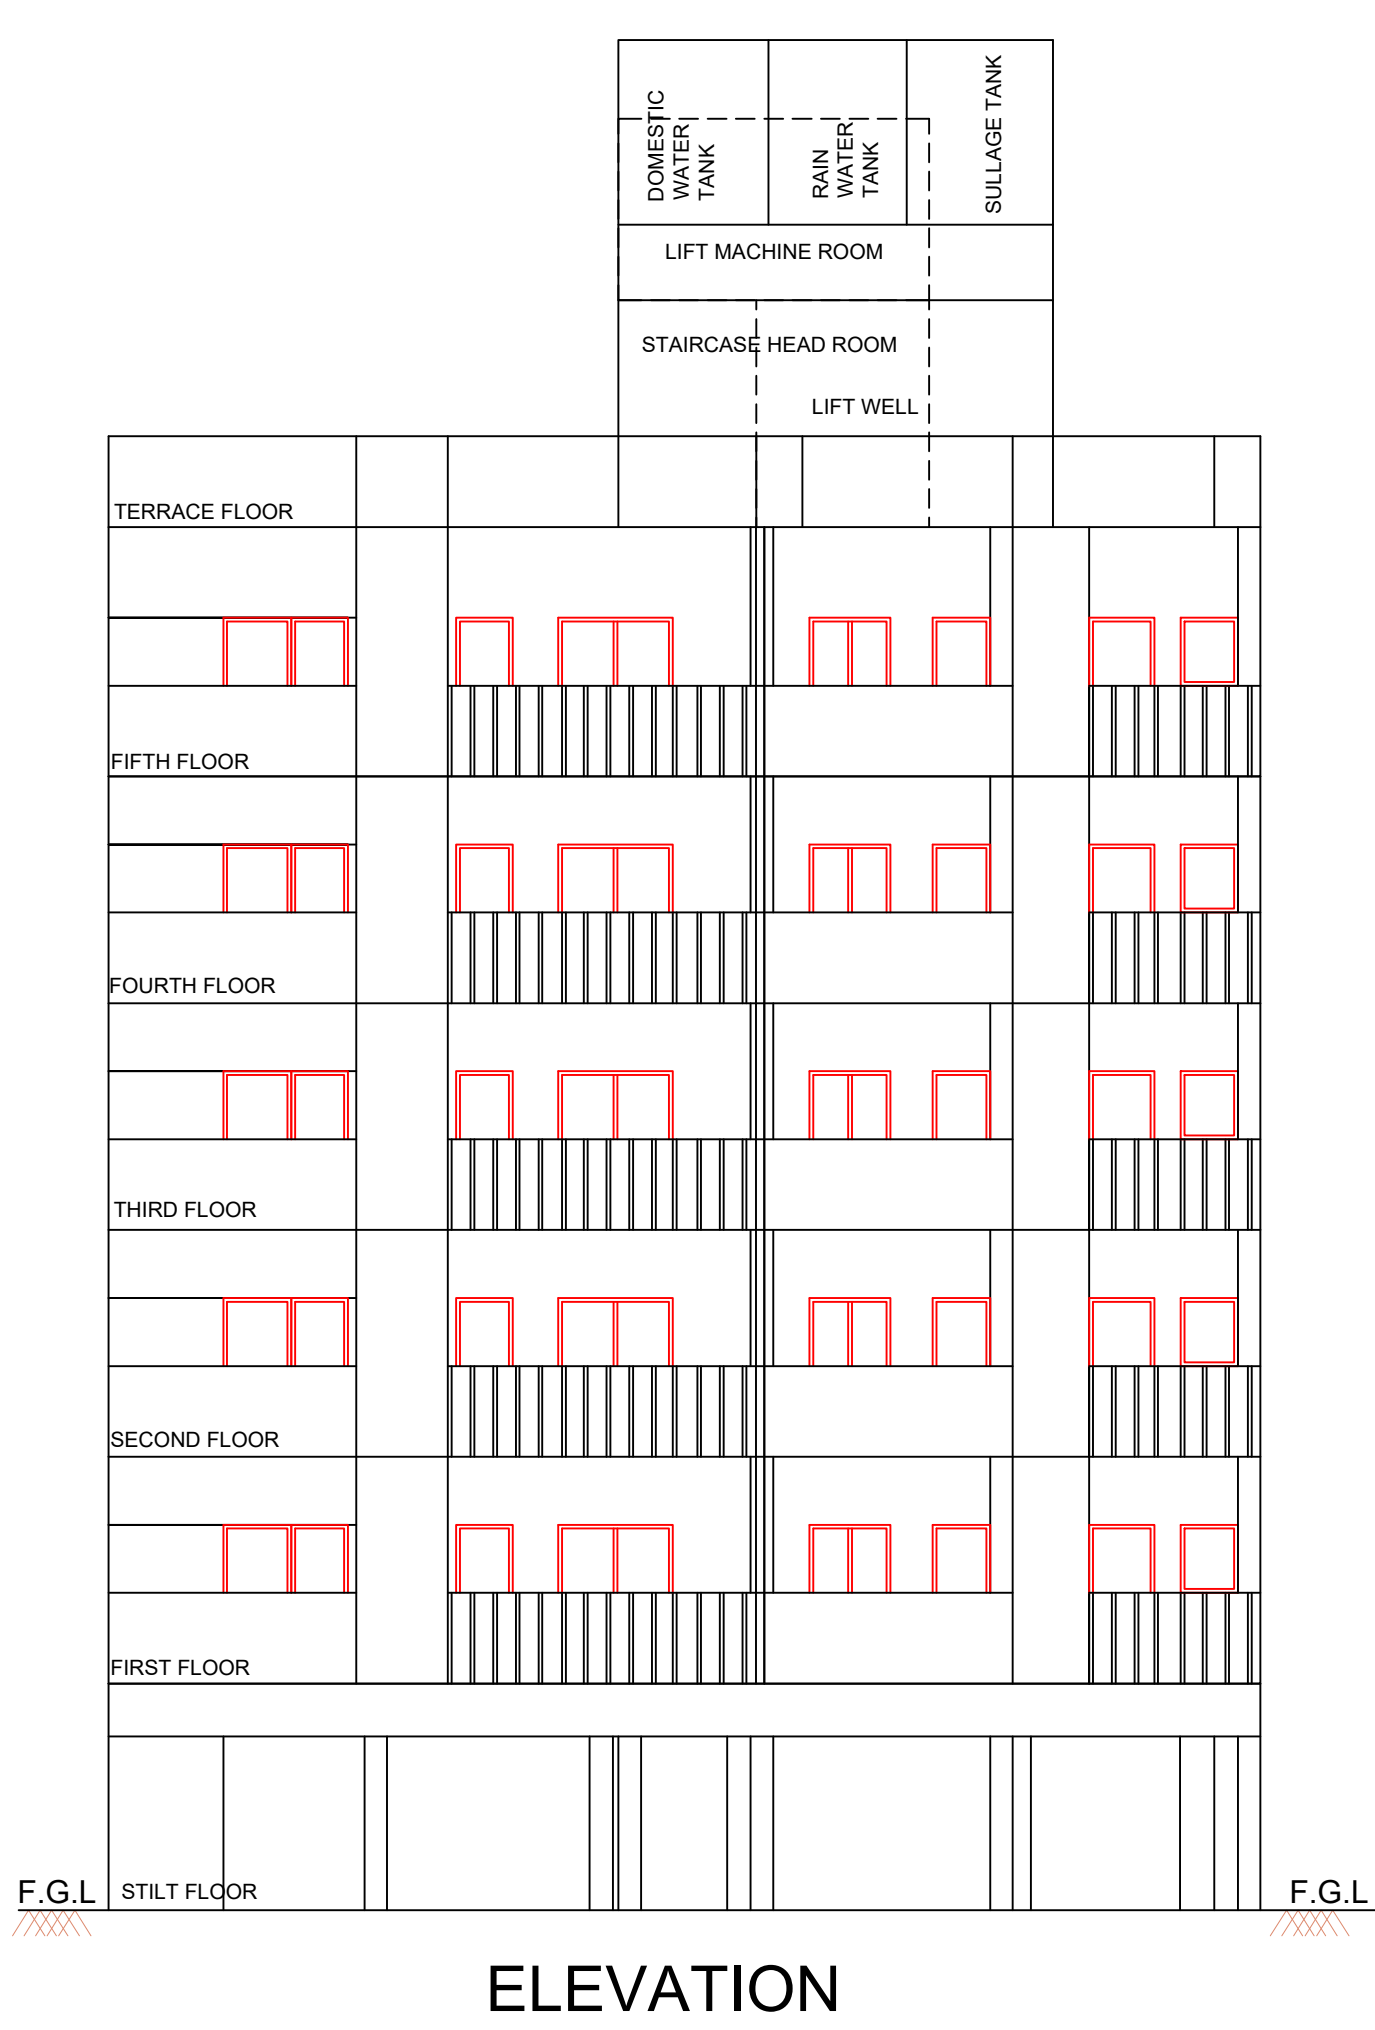 DOMESTIC
WATER
TANK
RAIN
WATER
TANK
SULLAGE TANK
LIFT MACHINE ROOM
STAIRCASE HEAD ROOM
LIFT WELL
TERRACE FLOOR
FIFTH FLOOR
FOURTH FLOOR
THIRD FLOOR
SECOND FLOOR
FIRST FLOOR
F.G.L
STILT FLOOR
F.G.L
ELEVATION